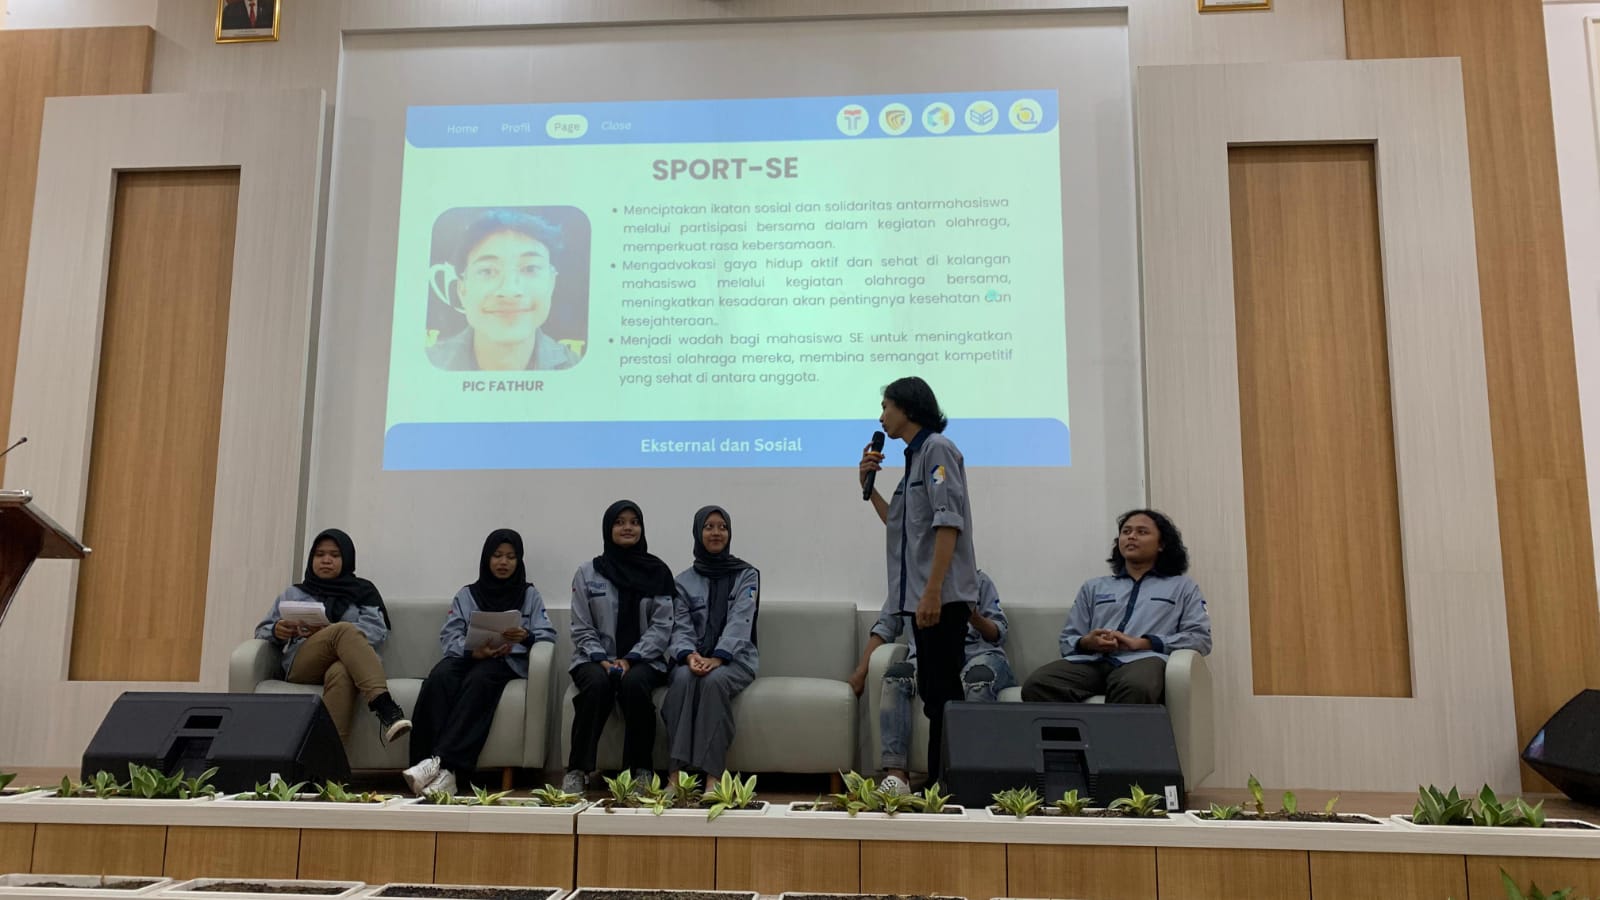 Home Profil Page Close
SPORT-SE
Menciptakan ikatan sosial dan solidaritas antarmahasiswa
melalui partisipasi bersama dalam kegiatan olahraga,
memperkuat rasa kebersamaan.
Mengadvokasi gaya hidup aktif dan sehat di kalangan
mahasiswa melalui kegiatan olahraga bersama,
meningkatkan kesadaran akan pentingnya kesehatan dan
kesejahteraan..
Menjadi wadah bagi mahasiswa SE untuk meningkatkan
prestasi olahraga mereka, membina semangat kompetitif
yang sehat di antara anggota.
PIC FATHUR
Eksternal dan Sosial